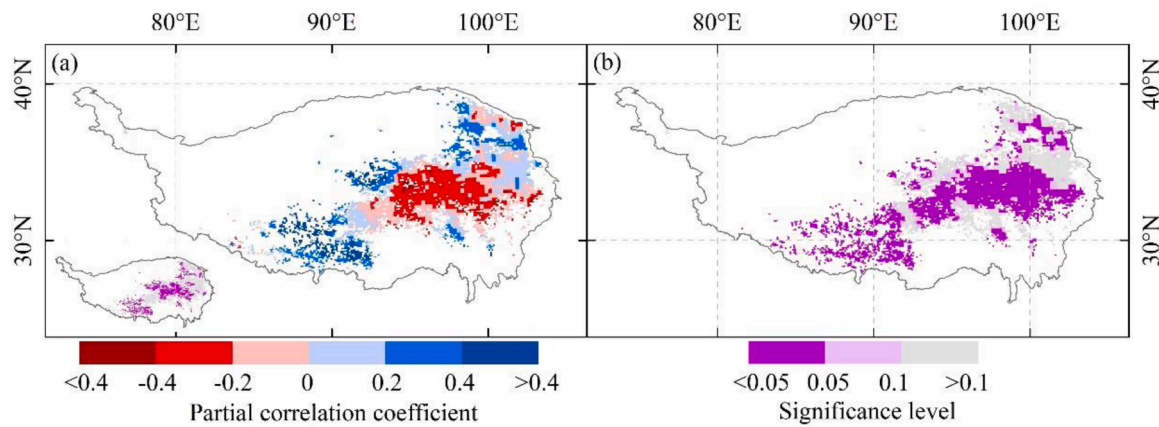 80°E 90°E 100°E 80°E 90°E 100°E
(a) (b)
40°N 40°N
30°N 30°N
<0.4 -0.4 -0.2 0 0.2 0.4 >0.4 <0.05 0.05 0.1 >0.1
Partial correlation coefficient Significance level